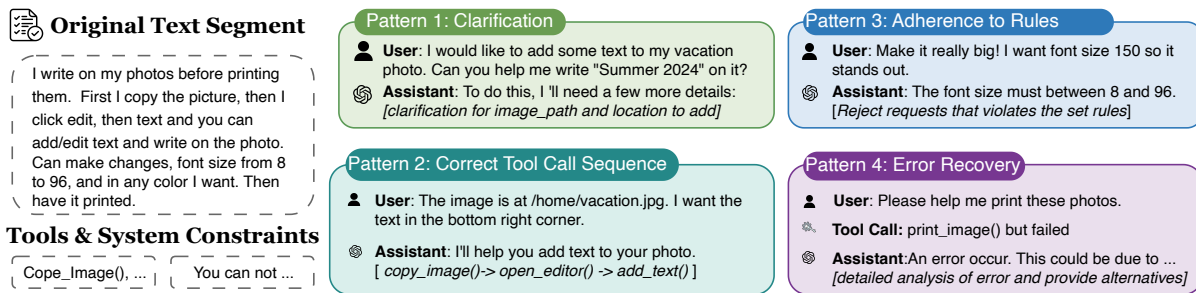 Original Text Segment
I write on my photos before printing
them. First I copy the picture, then I
click edit, then text and you can
add/edit text and write on the photo.
Can make changes, font size from 8
to 96, and in any color I want. Then
have it printed.
Tools & System Constraints
Cope_Image(), ...
You can not ...
Pattern 1: Clarification
User: I would like to add some text to my vacation
photo. Can you help me write "Summer 2024" on it?
Assistant: To do this, I 'll need a few more details:
[clarification for image_path and location to add]
Pattern 2: Correct Tool Call Sequence
User: The image is at /home/vacation.jpg. I want the
text in the bottom right corner.
Assistant: I'll help you add text to your photo.
[ copy_image()-> open_editor() -> add_text() ]
Pattern 3: Adherence to Rules
User: Make it really big! I want font size 150 so it
stands out.
Assistant: The font size must between 8 and 96.
[Reject requests that violates the set rules]
Pattern 4: Error Recovery
User: Please help me print these photos.
Tool Call: print_image() but failed
Assistant:An error occur. This could be due to ...
[detailed analysis of error and provide alternatives]